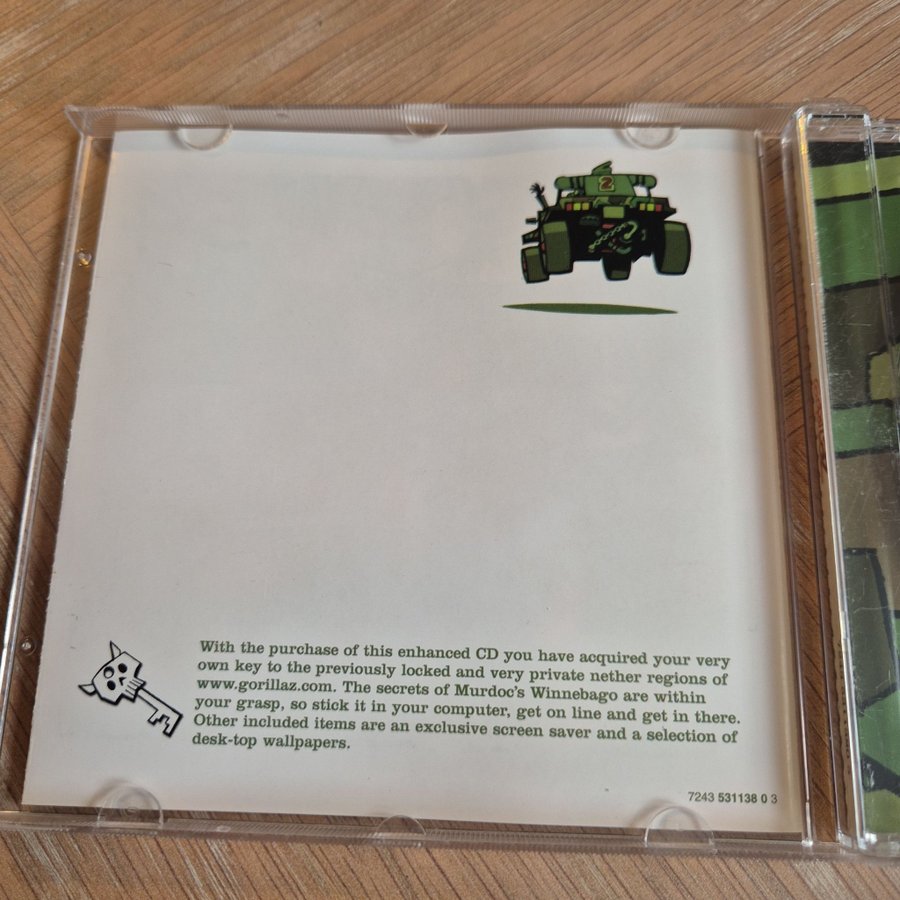 2
With the purchase of this enhanced CD you have acquired your very
own key to the previously locked and very private nether regions of
www.gorillaz.com. The secrets of Murdoc's Winnebago are within
your grasp, so stick it in your computer, get on line and get in there.
Other included items are an exclusive screen saver and a selection of
desk-top wallpapers.
7243 531138 0 3